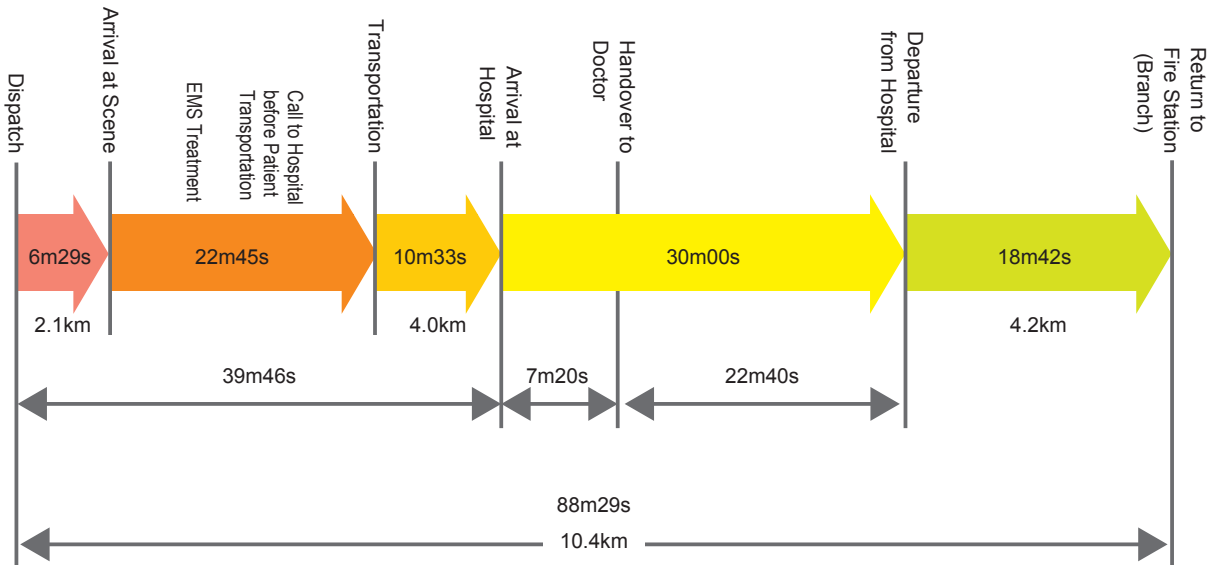 Dispatch
Arrival at Scene
EMS Treatment
Call to Hospital
before Patient
Transportation
Transportation
Arrival at
Hospital
Handover to
Doctor
Departure
from Hospital
Return to
Fire Station
(Branch)
6m29s
22m45s
10m33s
30m00s
18m42s
2.1km
4.0km
4.2km
39m46s
7m20s
22m40s
88m29s
10.4km